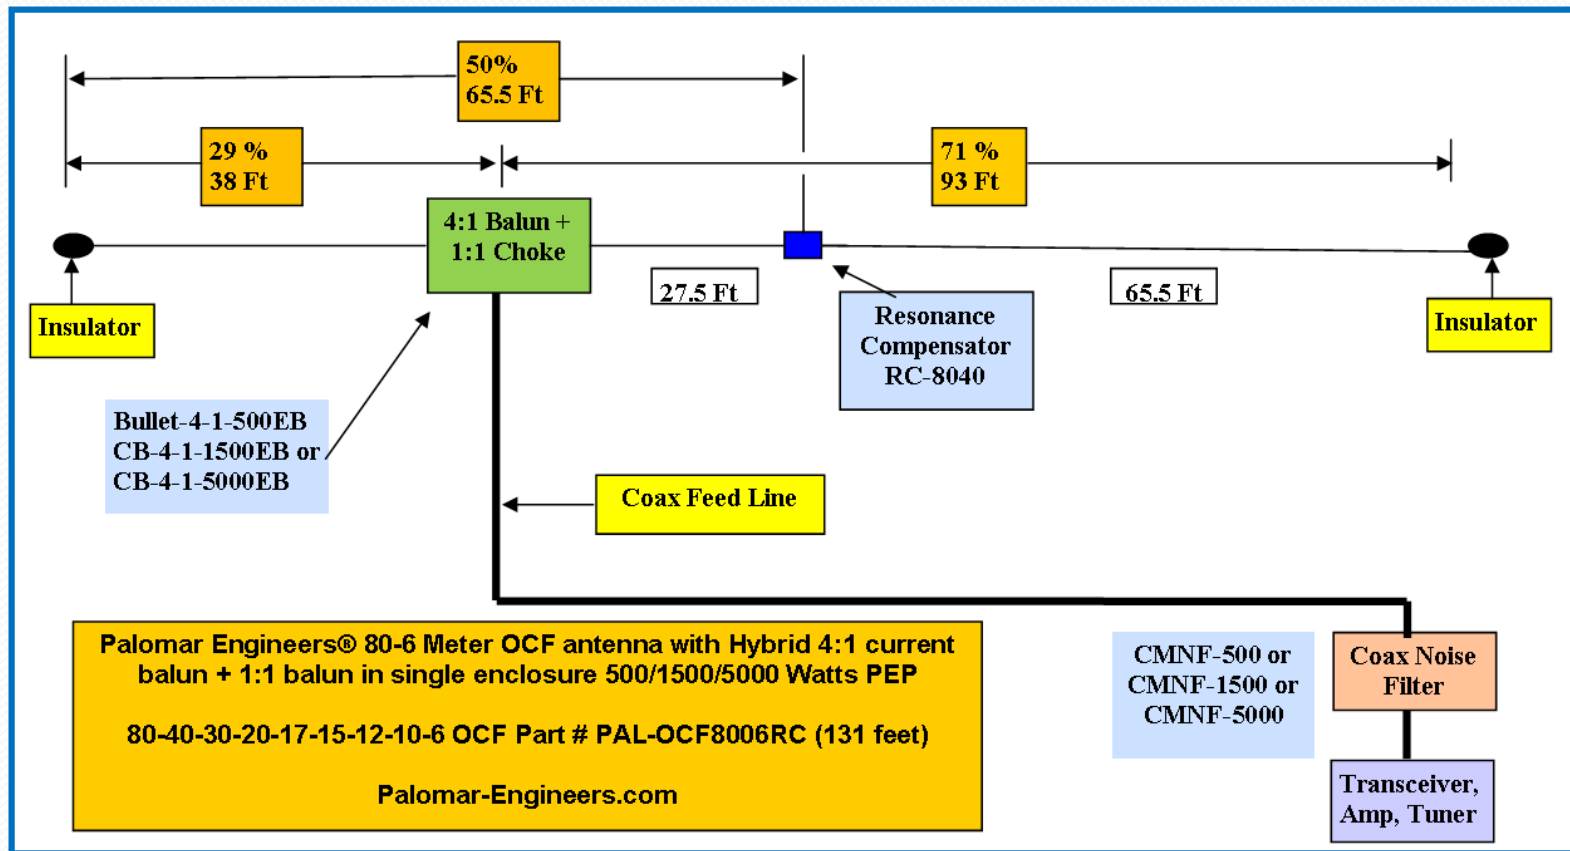 50%
65.5 Ft
29 %
38 Ft
71 %
93 Ft
4:1 Balun +
1:1 Choke
27.5 Ft
65.5 Ft
Insulator
Resonance
Compensator
RC-8040
Insulator
Bullet-4-1-500EB
CB-4-1-1500EB or
CB-4-1-5000EB
Coax Feed Line
Palomar Engineers® 80-6 Meter OCF antenna with Hybrid 4:1 current
balun + 1:1 balun in single enclosure 500/1500/5000 Watts PEP
80-40-30-20-17-15-12-10-6 OCF Part # PAL-OCF8006RC (131 feet)
Palomar-Engineers.com
CMNF-500 or
CMNF-1500 or
CMNF-5000
Coax Noise
Filter
Transceiver,
Amp, Tuner